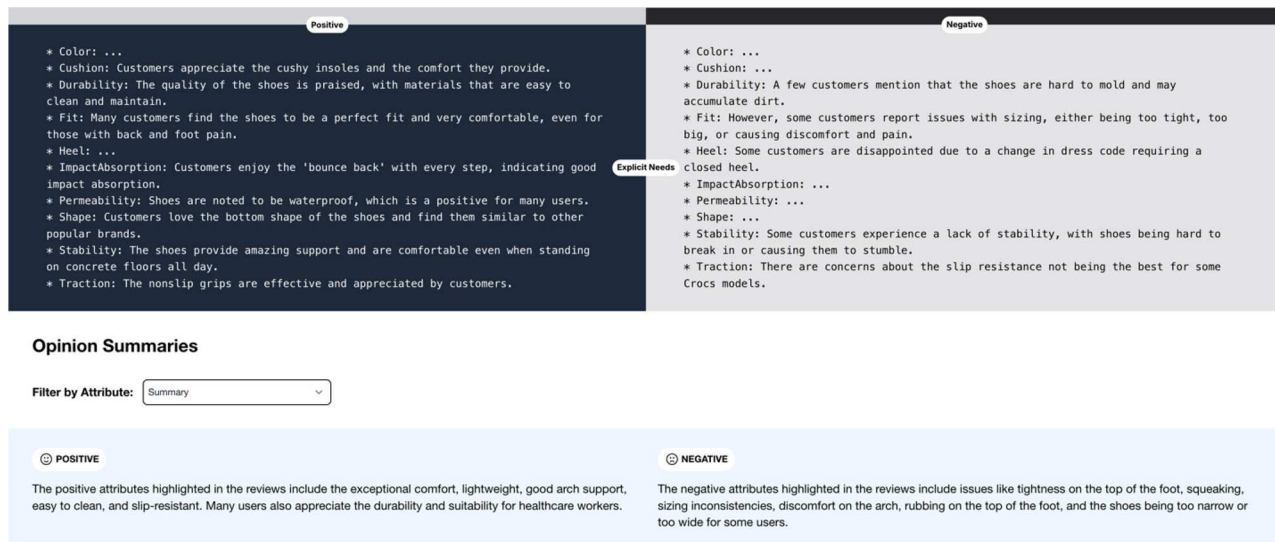 Positive
* Color: ...
* Cushion: Customers appreciate the cushy insoles and the comfort they provide.
* Durability: The quality of the shoes is praised, with materials that are easy to
clean and maintain.
* Fit: Many customers find the shoes to be a perfect fit and very comfortable, even for
those with back and foot pain.
* Heel: ...
* ImpactAbsorption: Customers enjoy the 'bounce back' with every step, indicating good
impact absorption.
* Permeability: Shoes are noted to be waterproof, which is a positive for many users.
* Shape: Customers love the bottom shape of the shoes and find them similar to other
popular brands.
* Stability: The shoes provide amazing support and are comfortable even when standing
on concrete floors all day.
* Traction: The nonslip grips are effective and appreciated by customers.
Explicit Needs
Negative
* Color: ...
* Cushion: ...
* Durability: A few customers mention that the shoes are hard to mold and may
accumulate dirt.
* Fit: However, some customers report issues with sizing, either being too tight, too
big, or causing discomfort and pain.
* Heel: Some customers are disappointed due to a change in dress code requiring a
closed heel.
* ImpactAbsorption: ...
* Permeability: ...
* Shape: ...
* Stability: Some customers experience a lack of stability, with shoes being hard to
break in or causing them to stumble.
* Traction: There are concerns about the slip resistance not being the best for some
Crocs models.
Opinion Summaries
Filter by Attribute: Summary
POSITIVE
The positive attributes highlighted in the reviews include the exceptional comfort, lightweight, good arch support,
easy to clean, and slip-resistant. Many users also appreciate the durability and suitability for healthcare workers.
NEGATIVE
The negative attributes highlighted in the reviews include issues like tightness on the top of the foot, squeaking,
sizing inconsistencies, discomfort on the arch, rubbing on the top of the foot, and the shoes being too narrow or
too wide for some users.